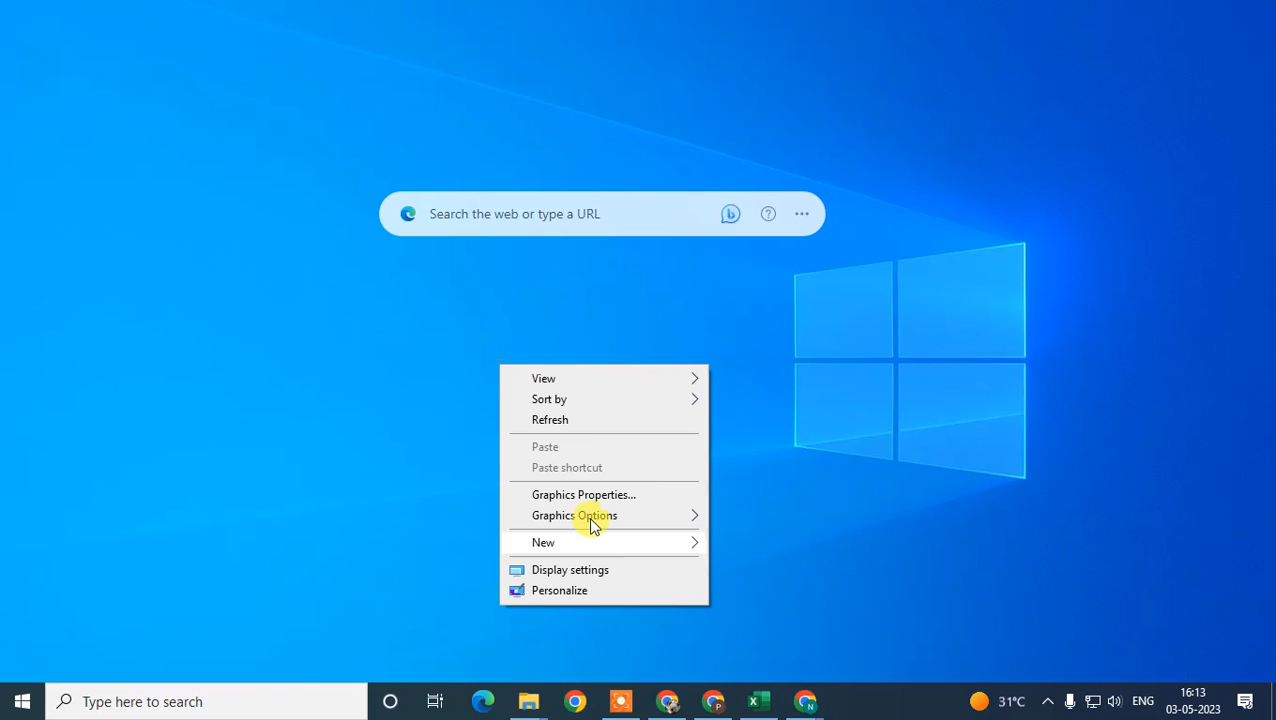 Search the web or type a URL
View
Sort by
Refresh
Paste
Paste shortcut
Graphics Properties...
Graphics Options
New
Display settings
Personalize
Type here to search
31°C
ENG
16:13
03-05-2023